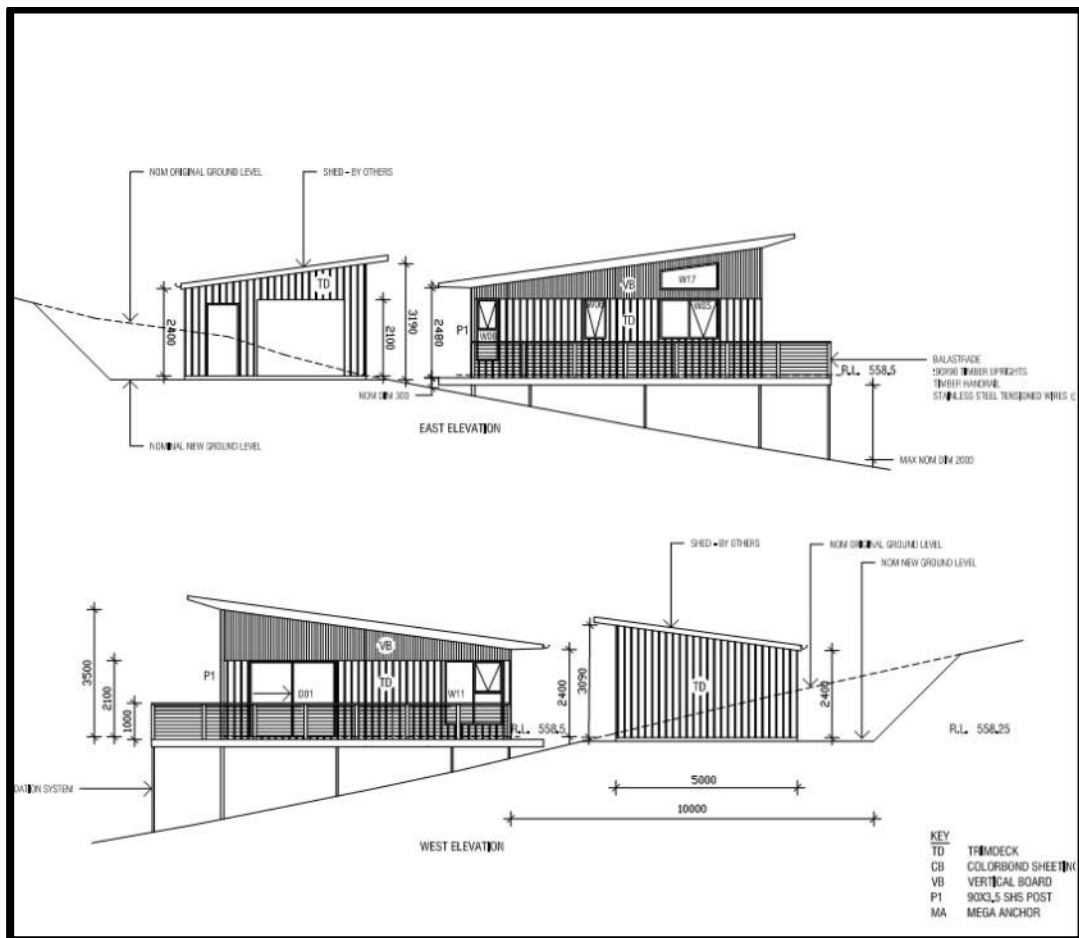 NOM ORIGINAL GROUND LEVEL
SHED - BY OTHERS
TD
W17
VB
2400
2100
3190
2480
P1
W08
W05
TD
BALASTRADE
90X90 TIMBER UPRIGHTS
TIMBER HANDRAIL
STAINLESS STEEL TENSIONED WIRES
R.L. 558.5
NOM DIM 300
EAST ELEVATION
NOMINAL NEW GROUND LEVEL
MAX NOM DIM 2000
SHED - BY OTHERS
NOM ORIGINAL GROUND LEVEL
NOM NEW GROUND LEVEL
VB
3500
2100
1000
P1
TD
D01
W11
2400
3090
TD
2400
R.L. 558.5
R.L. 558.25
DATION SYSTEM
5000
10000
WEST ELEVATION
KEY
TD TRIMDECK
CB COLORBOND SHEETING
VB VERTICAL BOARD
P1 90X3.5 SHS POST
MA MEGA ANCHOR